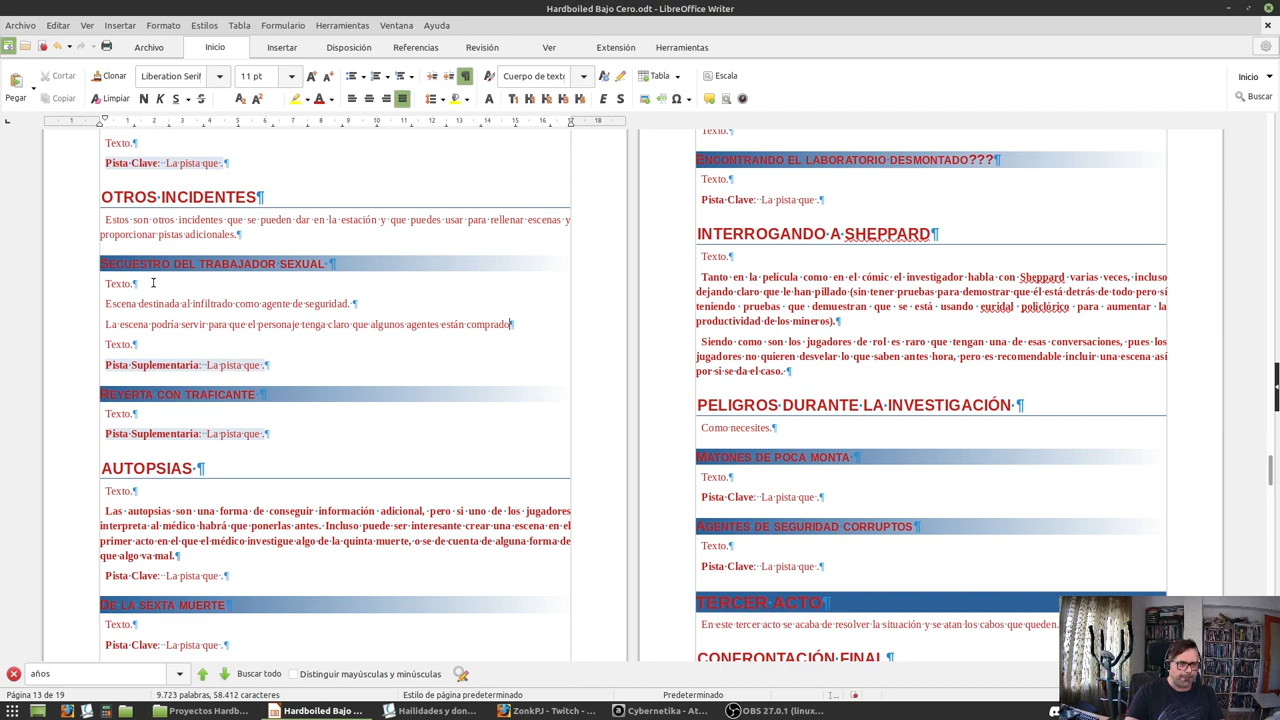 Hardboiled Bajo Cero.odt - LibreOffice Writer
Archivo Editar Ver Insertar Formato Estilos Tabla Formulario Herramientas Ventana Ayuda
Archivo Inicio Insertar Disposición Referencias Revisión Ver Extensión Herramientas
Pegar Cortar Clonar Liberation Serif 11 pt Cuerpo de texto Tabla Escala Inicio
Copiar Limpiar Buscar
Texto.¶
Pista·Clave:··La·pista·que·.¶
OTROS·INCIDENTES¶
Estos·son·otros·incidentes·que·se·pueden·dar·en·la·estación·y·que·puedes·usar·para·rellenar·escenas·y
proporcionar·pistas·adicionales.¶
SECUESTRO DEL TRABAJADOR SEXUAL·¶
Texto.¶
Escena·destinada·al·infiltrado·como·agente·de·seguridad.·¶
La·escena·podría·servir·para·que·el·personaje·tenga·claro·que·algunos·agentes·están·comprado¶
Texto.¶
Pista·Suplementaria:··La·pista·que·.¶
REYERTA CON TRAFICANTE·¶
Texto.¶
Pista·Suplementaria:··La·pista·que·.¶
AUTOPSIAS·¶
Texto.¶
Las·autopsias·son·una·forma·de·conseguir·información·adicional,·pero·si·uno·de·los·jugadores
interpreta·al·médico·habrá·que·ponerlas·antes.·Incluso·puede·ser·interesante·crear·una·escena·en·el
primer·acto·en·el·que·el·médico·investigue·algo·de·la·quinta·muerte,·o·se·de·cuenta·de·alguna·forma·de
que·algo·va·mal.¶
Pista·Clave:··La·pista·que·.¶
DE·LA SEXTA MUERTE¶
Texto.¶
Pista·Clave:··La·pista·que·.¶
Texto.¶
ENCONTRANDO EL LABORATORIO DESMONTADO???¶
Texto.¶
Pista·Clave:··La·pista·que·.¶
INTERROGANDO·A·SHEPPARD¶
Texto.¶
Tanto·en·la·película·como·en·el·cómic·el·investigador·habla·con·Sheppard·varias·veces,·incluso
dejando·claro·que·le·han·pillado·(sin·tener·pruebas·para·demostrar·que·él·está·detrás·de·todo·pero·sí
teniendo·pruebas·que·demuestran·que·se·está·usando·euridal·policlórico·para·aumentar·la
productividad·de·los·mineros).¶
Siendo·como·son·los·jugadores·de·rol·es·raro·que·tengan·una·de·esas·conversaciones,·pues·los
jugadores·no·quieren·desvelar·lo·que·saben·antes·hora,·pero·es·recomendable·incluir·una·escena·así
por·si·se·da·el·caso.·¶
PELIGROS·DURANTE·LA·INVESTIGACIÓN·¶
Como·necesites.¶
MATONES DE POCA MONTA·¶
Texto.¶
Pista·Clave:··La·pista·que·.¶
AGENTES DE SEGURIDAD CORRUPTOS¶
Texto.¶
Pista·Clave:··La·pista·que·.¶
TERCER·ACTO¶
En·este·tercer·acto·se·acaba·de·resolver·la·situación·y·se·atan·los·cabos·que·queden.
CONFRONTACIÓN·FINAL
años Buscar todo Distinguir mayúsculas y minúsculas
Página 13 de 19 9.723 palabras, 58.412 caracteres Estilo de página predeterminado Predeterminado
Proyectos Hardb... Hardboiled Bajo ... Hailidades y don... ZonkPJ - Twitch - ... Cybernetika - At... OBS 27.0.1 (linux...